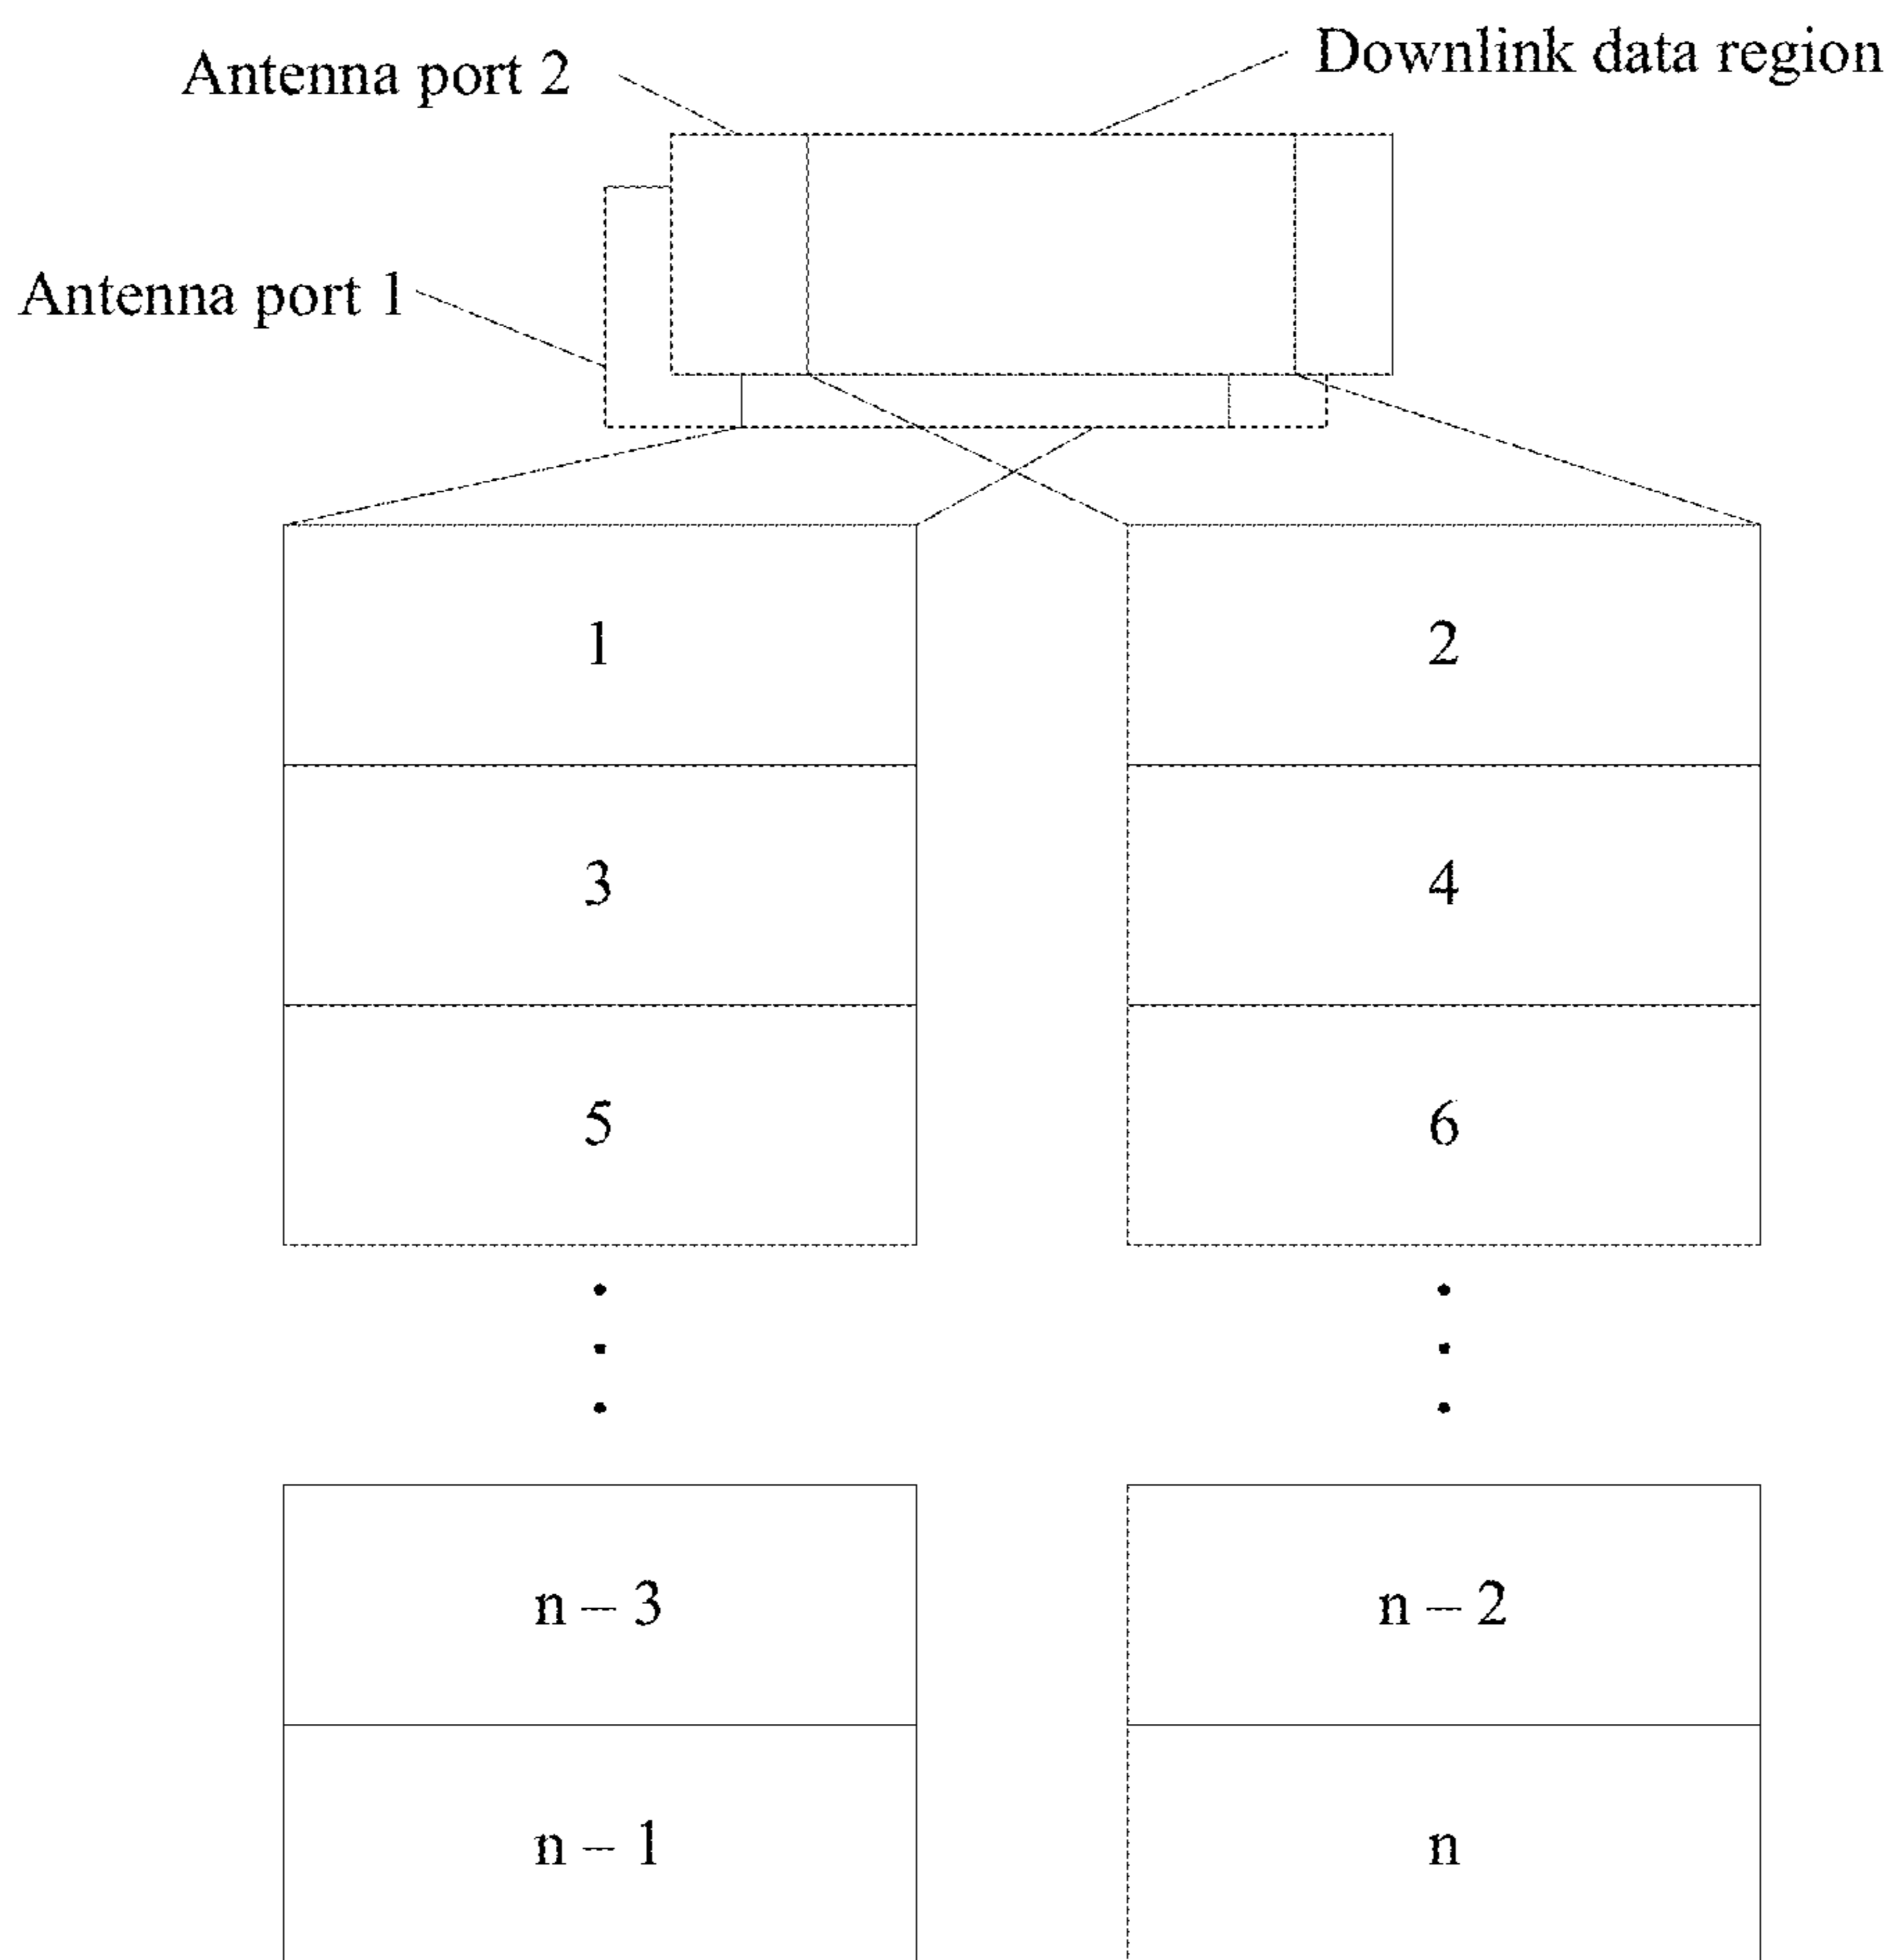 Downlink data region
Antenna port 2
Antenna port 1
1
2
3
4
5
6
n – 3
n – 2
n – 1
n